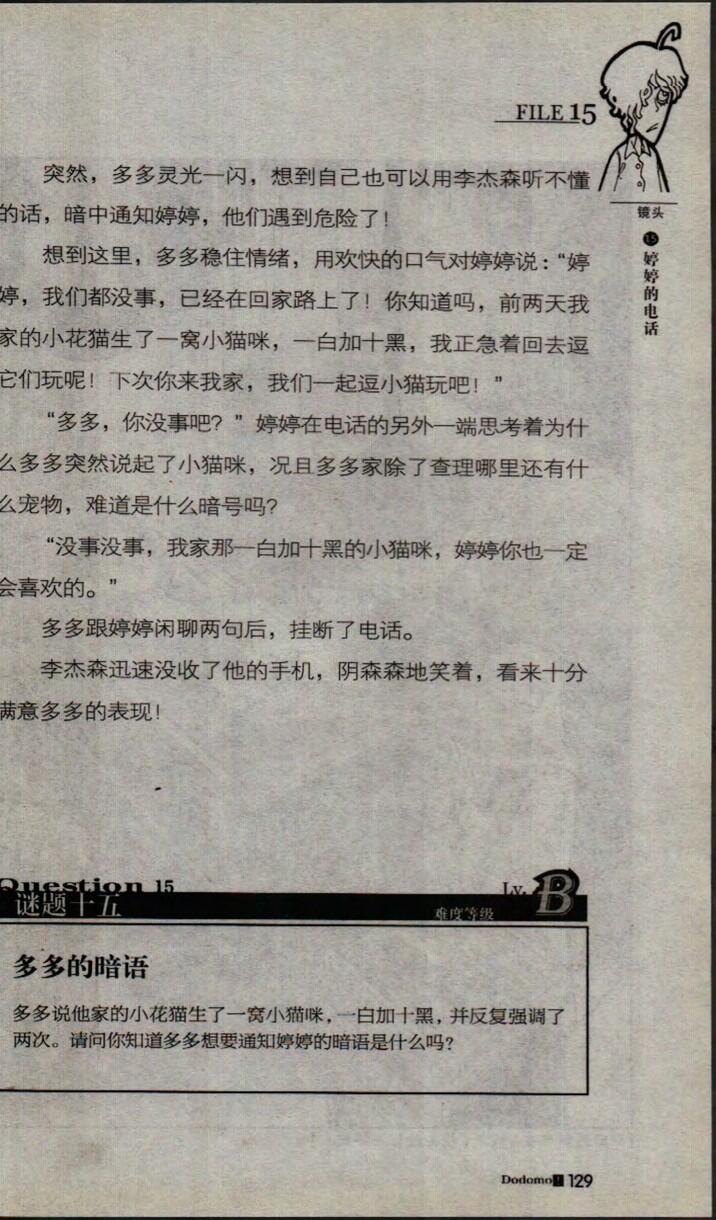 FILE 15
镜头
15
婷婷的电话
突然，多多灵光一闪，想到自己也可以用李杰森听不懂
的话，暗中通知婷婷，他们遇到危险了！
想到这里，多多稳住情绪，用欢快的口气对婷婷说：“婷
婷，我们都没事，已经在回家路上了！你知道吗，前两天我
家的小花猫生了一窝小猫咪，一白加十黑，我正急着回去逗
它们玩呢！下次你来我家，我们一起逗小猫玩吧！”
“多多，你没事吧？”婷婷在电话的另外一端思考着为什
么多多突然说起了小猫咪，况且多多家除了查理哪里还有什
么宠物，难道是什么暗号吗？
“没事没事，我家那一白加十黑的小猫咪，婷婷你也一定
会喜欢的。”
多多跟婷婷闲聊两句后，挂断了电话。
李杰森迅速没收了他的手机，阴森森地笑着，看来十分
满意多多的表现！
Question 15
Lv. B
谜题十五
难度等级
多多的暗语
多多说他家的小花猫生了一窝小猫咪，一白加十黑，并反复强调了
两次。请问你知道多多想要通知婷婷的暗语是什么吗？
Dodomo! 129